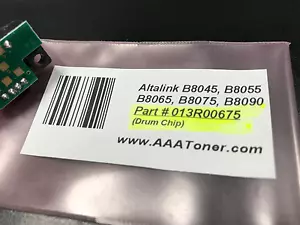 Altalink B8045, B8055
B8065, B8075, B8090
Part # 013R00675
(Drum Chip)
www.AAAToner.com